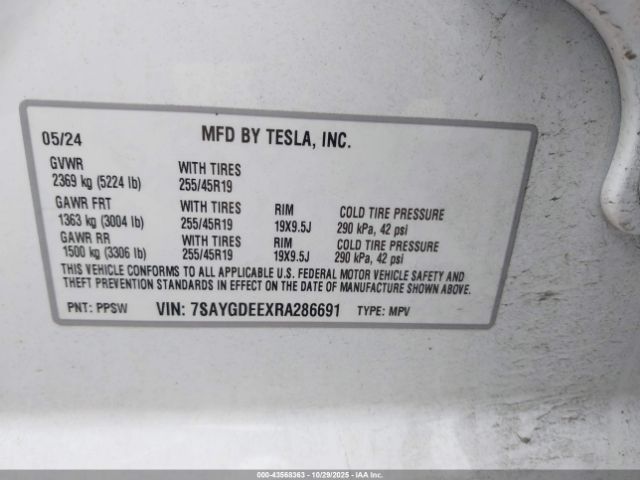 05/24 MFD BY TESLA, INC.
GVWR WITH TIRES
2369 kg (5224 lb) 255/45R19
GAWR FRT WITH TIRES RIM COLD TIRE PRESSURE
1363 kg (3004 lb) 255/45R19 19X9.5J 290 kPa, 42 psi
GAWR RR WITH TIRES RIM COLD TIRE PRESSURE
1500 kg (3306 lb) 255/45R19 19X9.5J 290 kPa, 42 psi
THIS VEHICLE CONFORMS TO ALL APPLICABLE U.S. FEDERAL MOTOR VEHICLE SAFETY AND
THEFT PREVENTION STANDARDS IN EFFECT ON THE DATE OF MANUFACTURE SHOWN ABOVE.
PNT: PPSW VIN: 7SAYGDEEXRA286691 TYPE: MPV
000-43568363 | 10/29/2025 | IAA Inc.